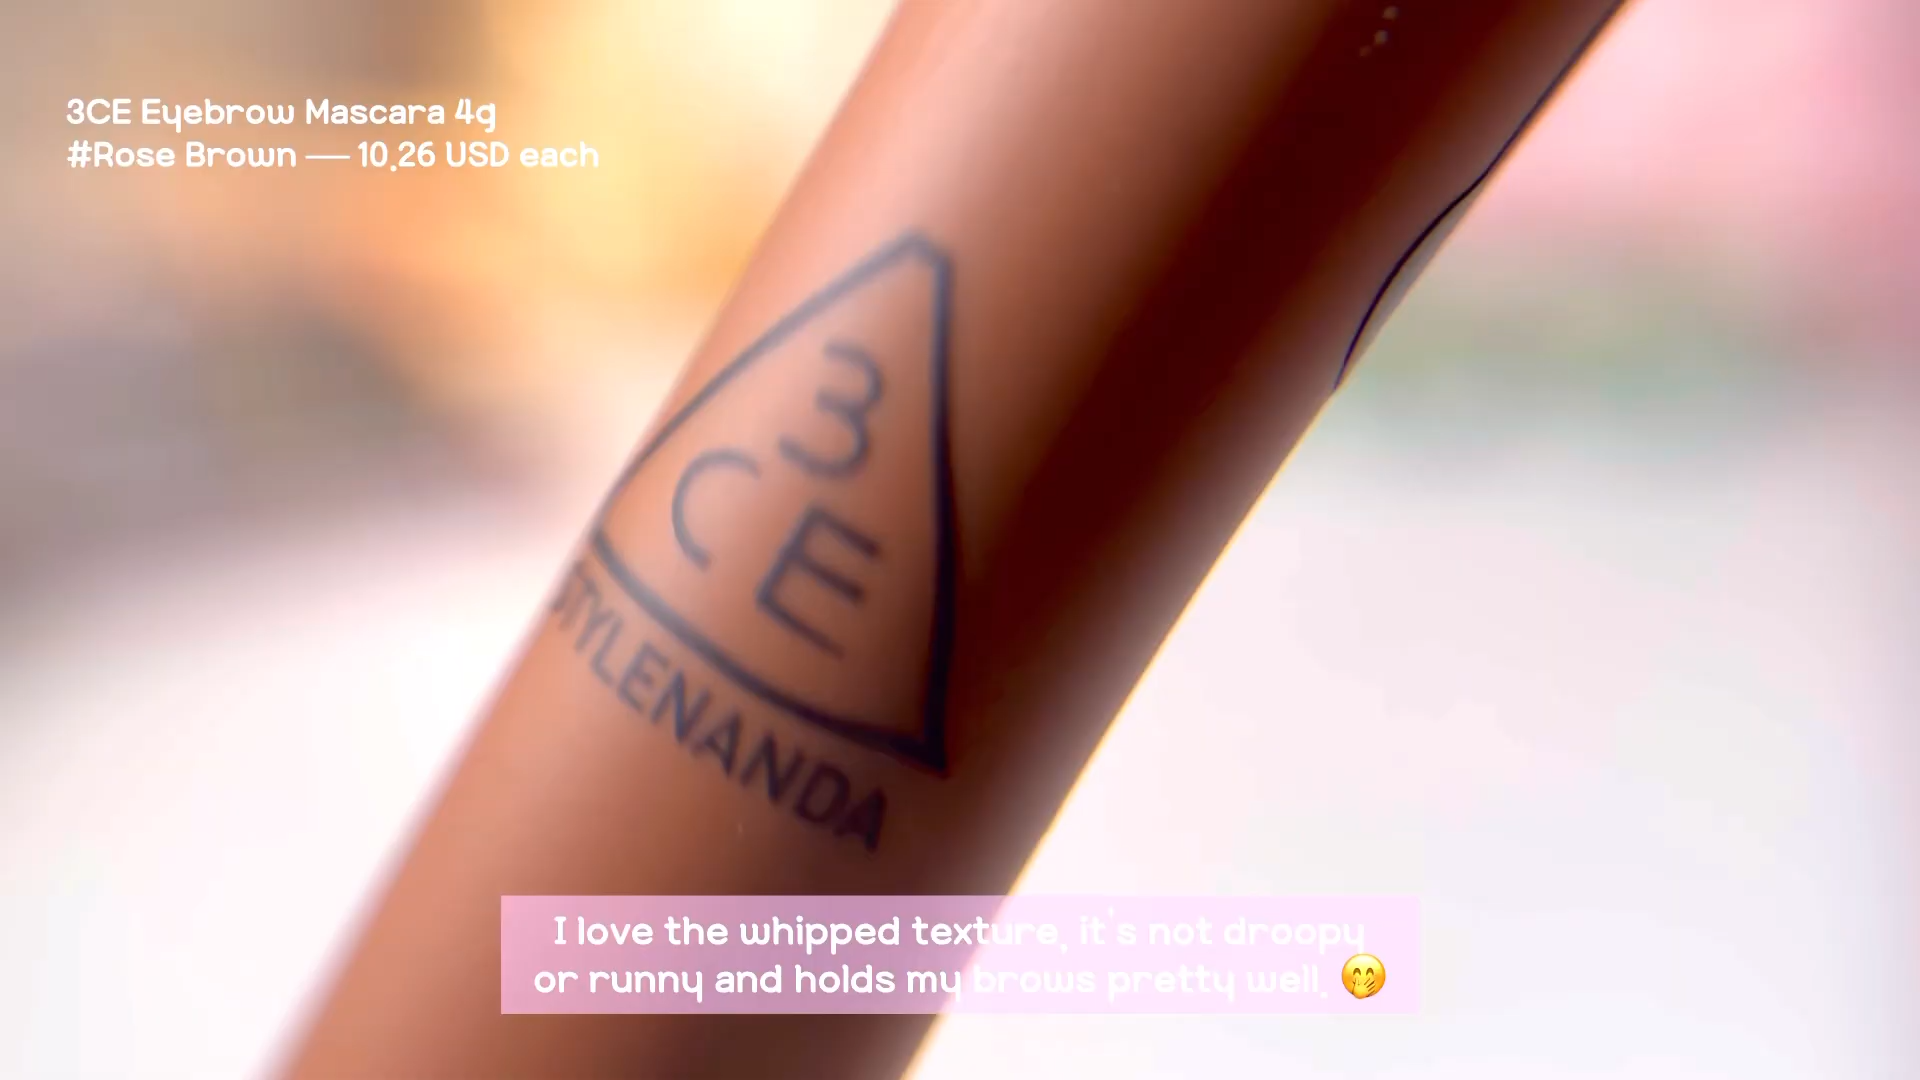 3CE Eyebrow Mascara 4g
#Rose Brown — 10.26 USD each
3
CE
STYLENANDA
I love the whipped texture, it's not droopy
or runny and holds my brows pretty well. 🤭